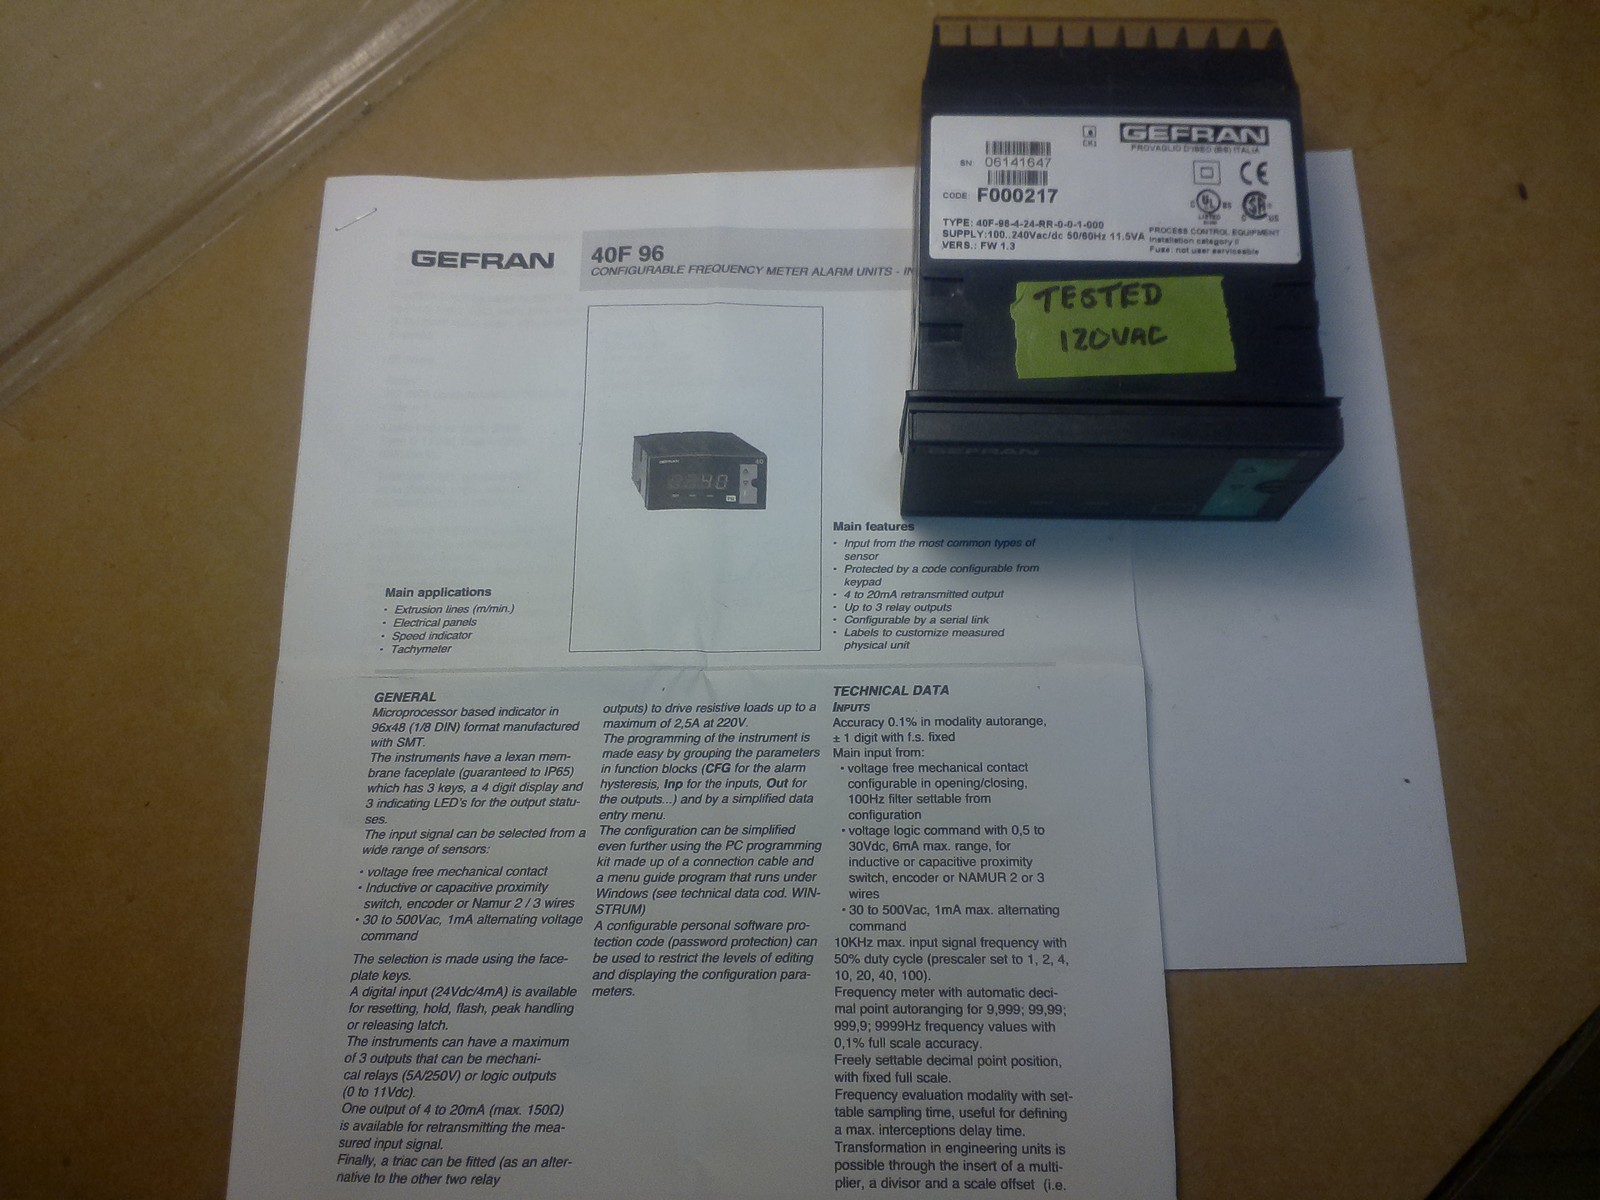 GEFRAN
PROVAGLIO D'ISEO (BS) ITALIA
SN: 06141647
CODE: F000217
TYPE: 40F-96-4-24-RR-0-0-1-000
SUPPLY:100..240Vac/dc 50/60Hz 11.5VA
VERS.: FW 1.3
CE
UL
LISTED
C US
PROCESS CONTROL EQUIPMENT
Installation category II
Fuse: not user serviceable
TESTED
120VAC
GEFRAN
40
GEFRAN
40F 96
CONFIGURABLE FREQUENCY METER ALARM UNITS - IN
GEFRAN
40
Main applications
• Extrusion lines (m/min.)
• Electrical panels
• Speed indicator
• Tachymeter
Main features
• Input from the most common types of
sensor
• Protected by a code configurable from
keypad
• 4 to 20mA retransmitted output
• Up to 3 relay outputs
• Configurable by a serial link
• Labels to customize measured
physical unit
GENERAL
Microprocessor based indicator in
96x48 (1/8 DIN) format manufactured
with SMT.
The instruments have a lexan mem-
brane faceplate (guaranteed to IP65)
which has 3 keys, a 4 digit display and
3 indicating LED's for the output statu-
ses.
The input signal can be selected from a
wide range of sensors:
• voltage free mechanical contact
• Inductive or capacitive proximity
switch, encoder or Namur 2 / 3 wires
• 30 to 500Vac, 1mA alternating voltage
command
The selection is made using the face-
plate keys.
A digital input (24Vdc/4mA) is available
for resetting, hold, flash, peak handling
or releasing latch.
The instruments can have a maximum
of 3 outputs that can be mechani-
cal relays (5A/250V) or logic outputs
(0 to 11Vdc).
One output of 4 to 20mA (max. 150Ω)
is available for retransmitting the mea-
sured input signal.
Finally, a triac can be fitted (as an alter-
native to the other two relay
outputs) to drive resistive loads up to a
maximum of 2,5A at 220V.
The programming of the instrument is
made easy by grouping the parameters
in function blocks (CFG for the alarm
hysteresis, Inp for the inputs, Out for
the outputs...) and by a simplified data
entry menu.
The configuration can be simplified
even further using the PC programming
kit made up of a connection cable and
a menu guide program that runs under
Windows (see technical data cod. WIN-
STRUM)
A configurable personal software pro-
tection code (password protection) can
be used to restrict the levels of editing
and displaying the configuration para-
meters.
TECHNICAL DATA
INPUTS
Accuracy 0.1% in modality autorange,
± 1 digit with f.s. fixed
Main input from:
• voltage free mechanical contact
configurable in opening/closing,
100Hz filter settable from
configuration
• voltage logic command with 0,5 to
30Vdc, 6mA max. range, for
inductive or capacitive proximity
switch, encoder or NAMUR 2 or 3
wires
• 30 to 500Vac, 1mA max. alternating
command
10KHz max. input signal frequency with
50% duty cycle (prescaler set to 1, 2, 4,
10, 20, 40, 100).
Frequency meter with automatic deci-
mal point autoranging for 9,999; 99,99;
999,9; 9999Hz frequency values with
0,1% full scale accuracy.
Freely settable decimal point position,
with fixed full scale.
Frequency evaluation modality with set-
table sampling time, useful for defining
a max. interceptions delay time.
Transformation in engineering units is
possible through the insert of a multi-
plier, a divisor and a scale offset (i.e.